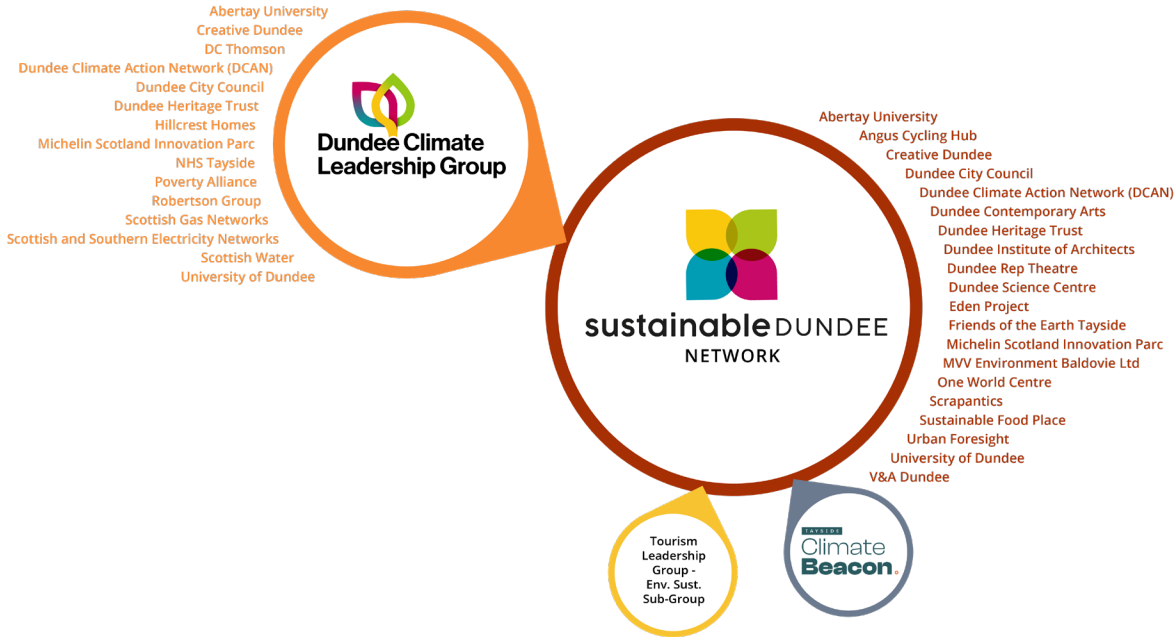 Abertay University
Creative Dundee
DC Thomson
Dundee Climate Action Network (DCAN)
Dundee City Council
Dundee Heritage Trust
Hillcrest Homes
Michelin Scotland Innovation Parc
NHS Tayside
Poverty Alliance
Robertson Group
Scottish Gas Networks
Scottish and Southern Electricity Networks
Scottish Water
University of Dundee
Dundee Climate
Leadership Group
sustainable DUNDEE
NETWORK
Abertay University
Angus Cycling Hub
Creative Dundee
Dundee City Council
Dundee Climate Action Network (DCAN)
Dundee Contemporary Arts
Dundee Heritage Trust
Dundee Institute of Architects
Dundee Rep Theatre
Dundee Science Centre
Eden Project
Friends of the Earth Tayside
Michelin Scotland Innovation Parc
MVV Environment Baldovie Ltd
One World Centre
Scrapantics
Sustainable Food Place
Urban Foresight
University of Dundee
V&A Dundee
Tourism
Leadership
Group -
Env. Sust.
Sub-Group
TAYSIDE
Climate
Beacon